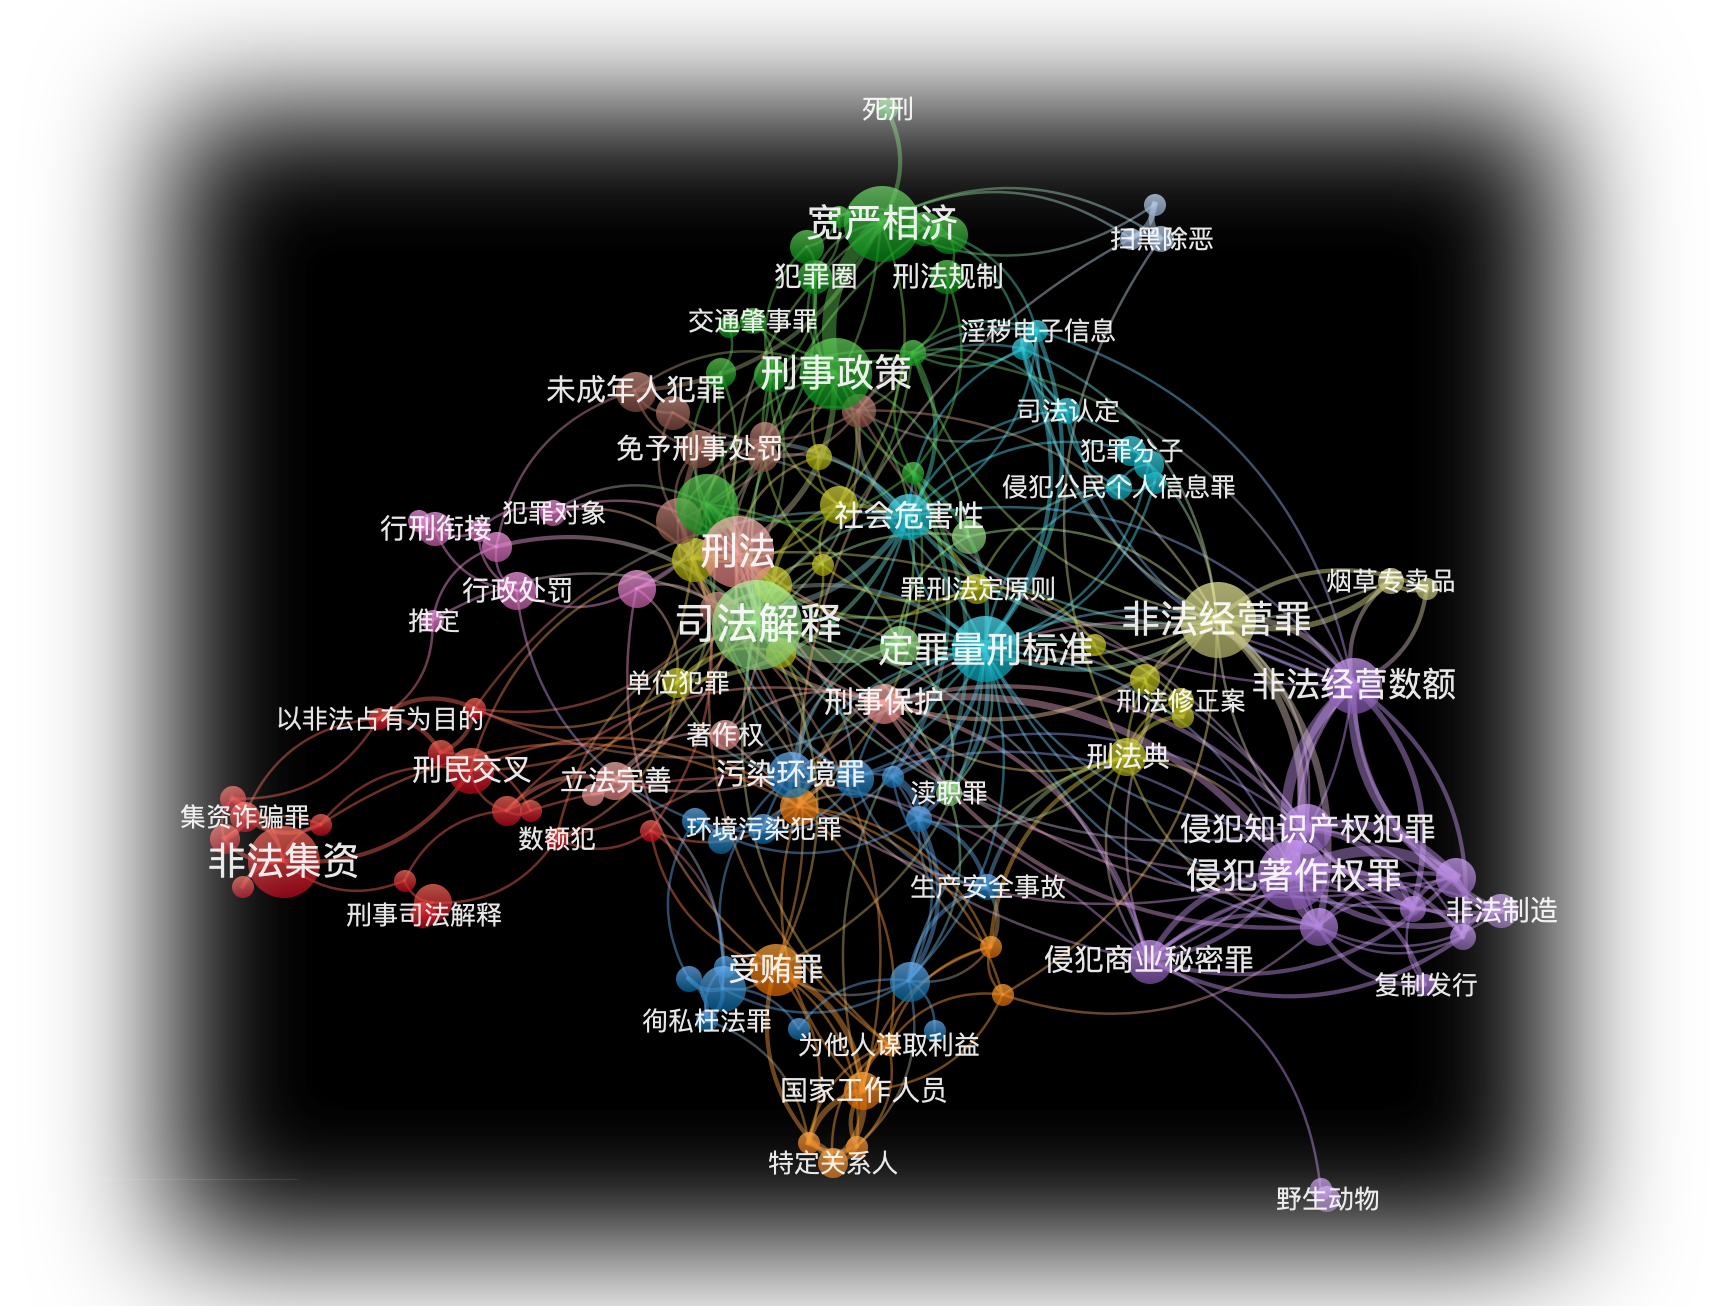 死刑
宽严相济
扫黑除恶
犯罪圈
刑法规制
交通肇事罪
淫秽电子信息
刑事政策
未成年人犯罪
司法认定
免予刑事处罚
犯罪分子
侵犯公民个人信息罪
犯罪对象
社会危害性
行刑衔接
刑法
烟草专卖品
行政处罚
罪刑法定原则
推定
司法解释
非法经营罪
定罪量刑标准
单位犯罪
非法经营数额
刑事保护
刑法修正案
以非法占有为目的
著作权
刑法典
刑民交叉
立法完善
污染环境罪
渎职罪
集资诈骗罪
数额犯
环境污染犯罪
侵犯知识产权犯罪
非法集资
侵犯著作权罪
生产安全事故
刑事司法解释
非法制造
侵犯商业秘密罪
受贿罪
复制发行
徇私枉法罪
为他人谋取利益
国家工作人员
特定关系人
野生动物